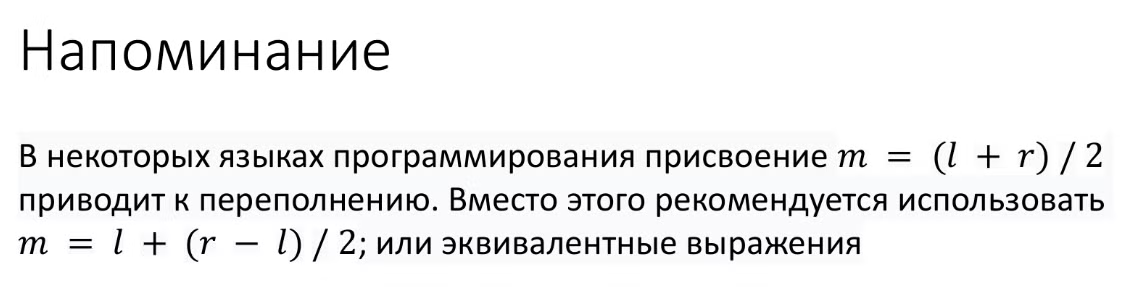 Напоминание
В некоторых языках программирования присвоение m = (l + r) / 2
приводит к переполнению. Вместо этого рекомендуется использовать
m = l + (r − l) / 2; или эквивалентные выражения